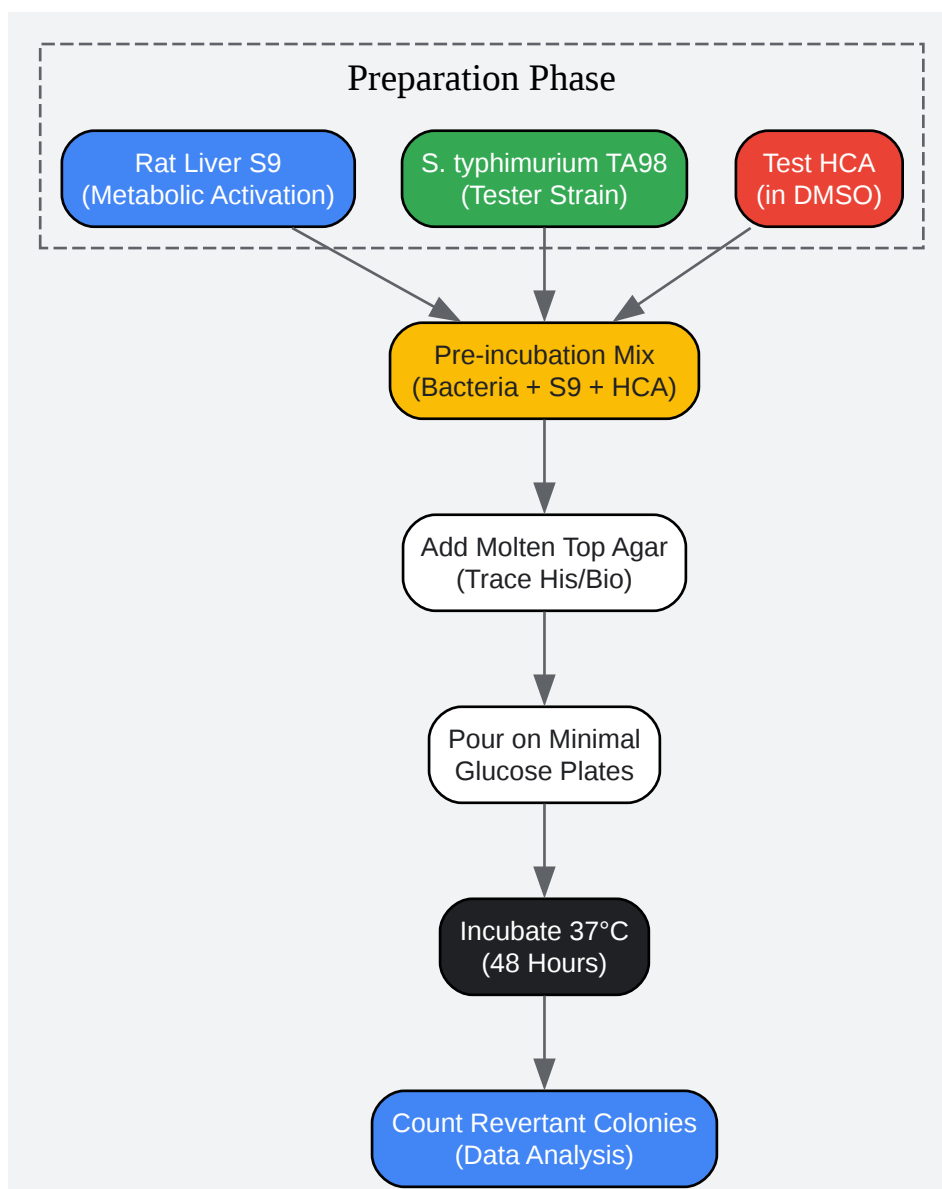 Preparation Phase
Rat Liver S9
(Metabolic Activation)
S. typhimurium TA98
(Tester Strain)
Test HCA
(in DMSO)
Pre-incubation Mix
(Bacteria + S9 + HCA)
Add Molten Top Agar
(Trace His/Bio)
Pour on Minimal
Glucose Plates
Incubate 37°C
(48 Hours)
Count Revertant Colonies
(Data Analysis)